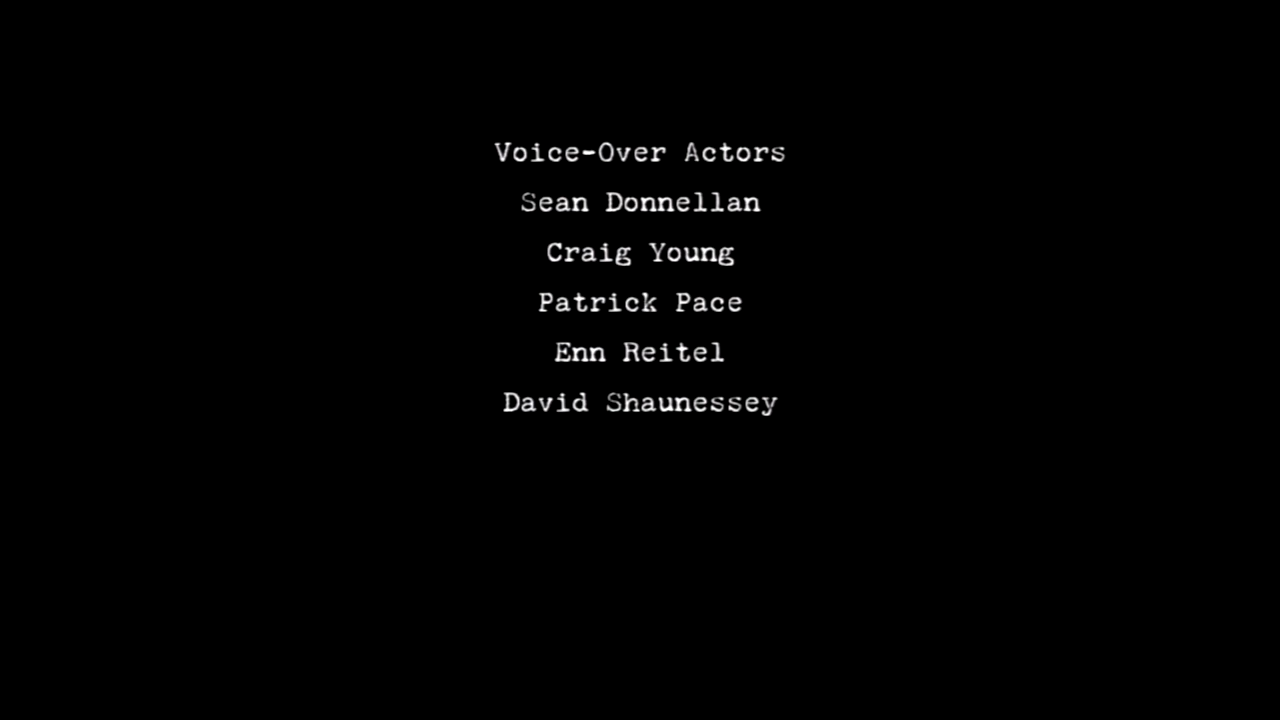 Voice-Over Actors
Sean Donnellan
Craig Young
Patrick Pace
Enn Reitel
David Shaunessey